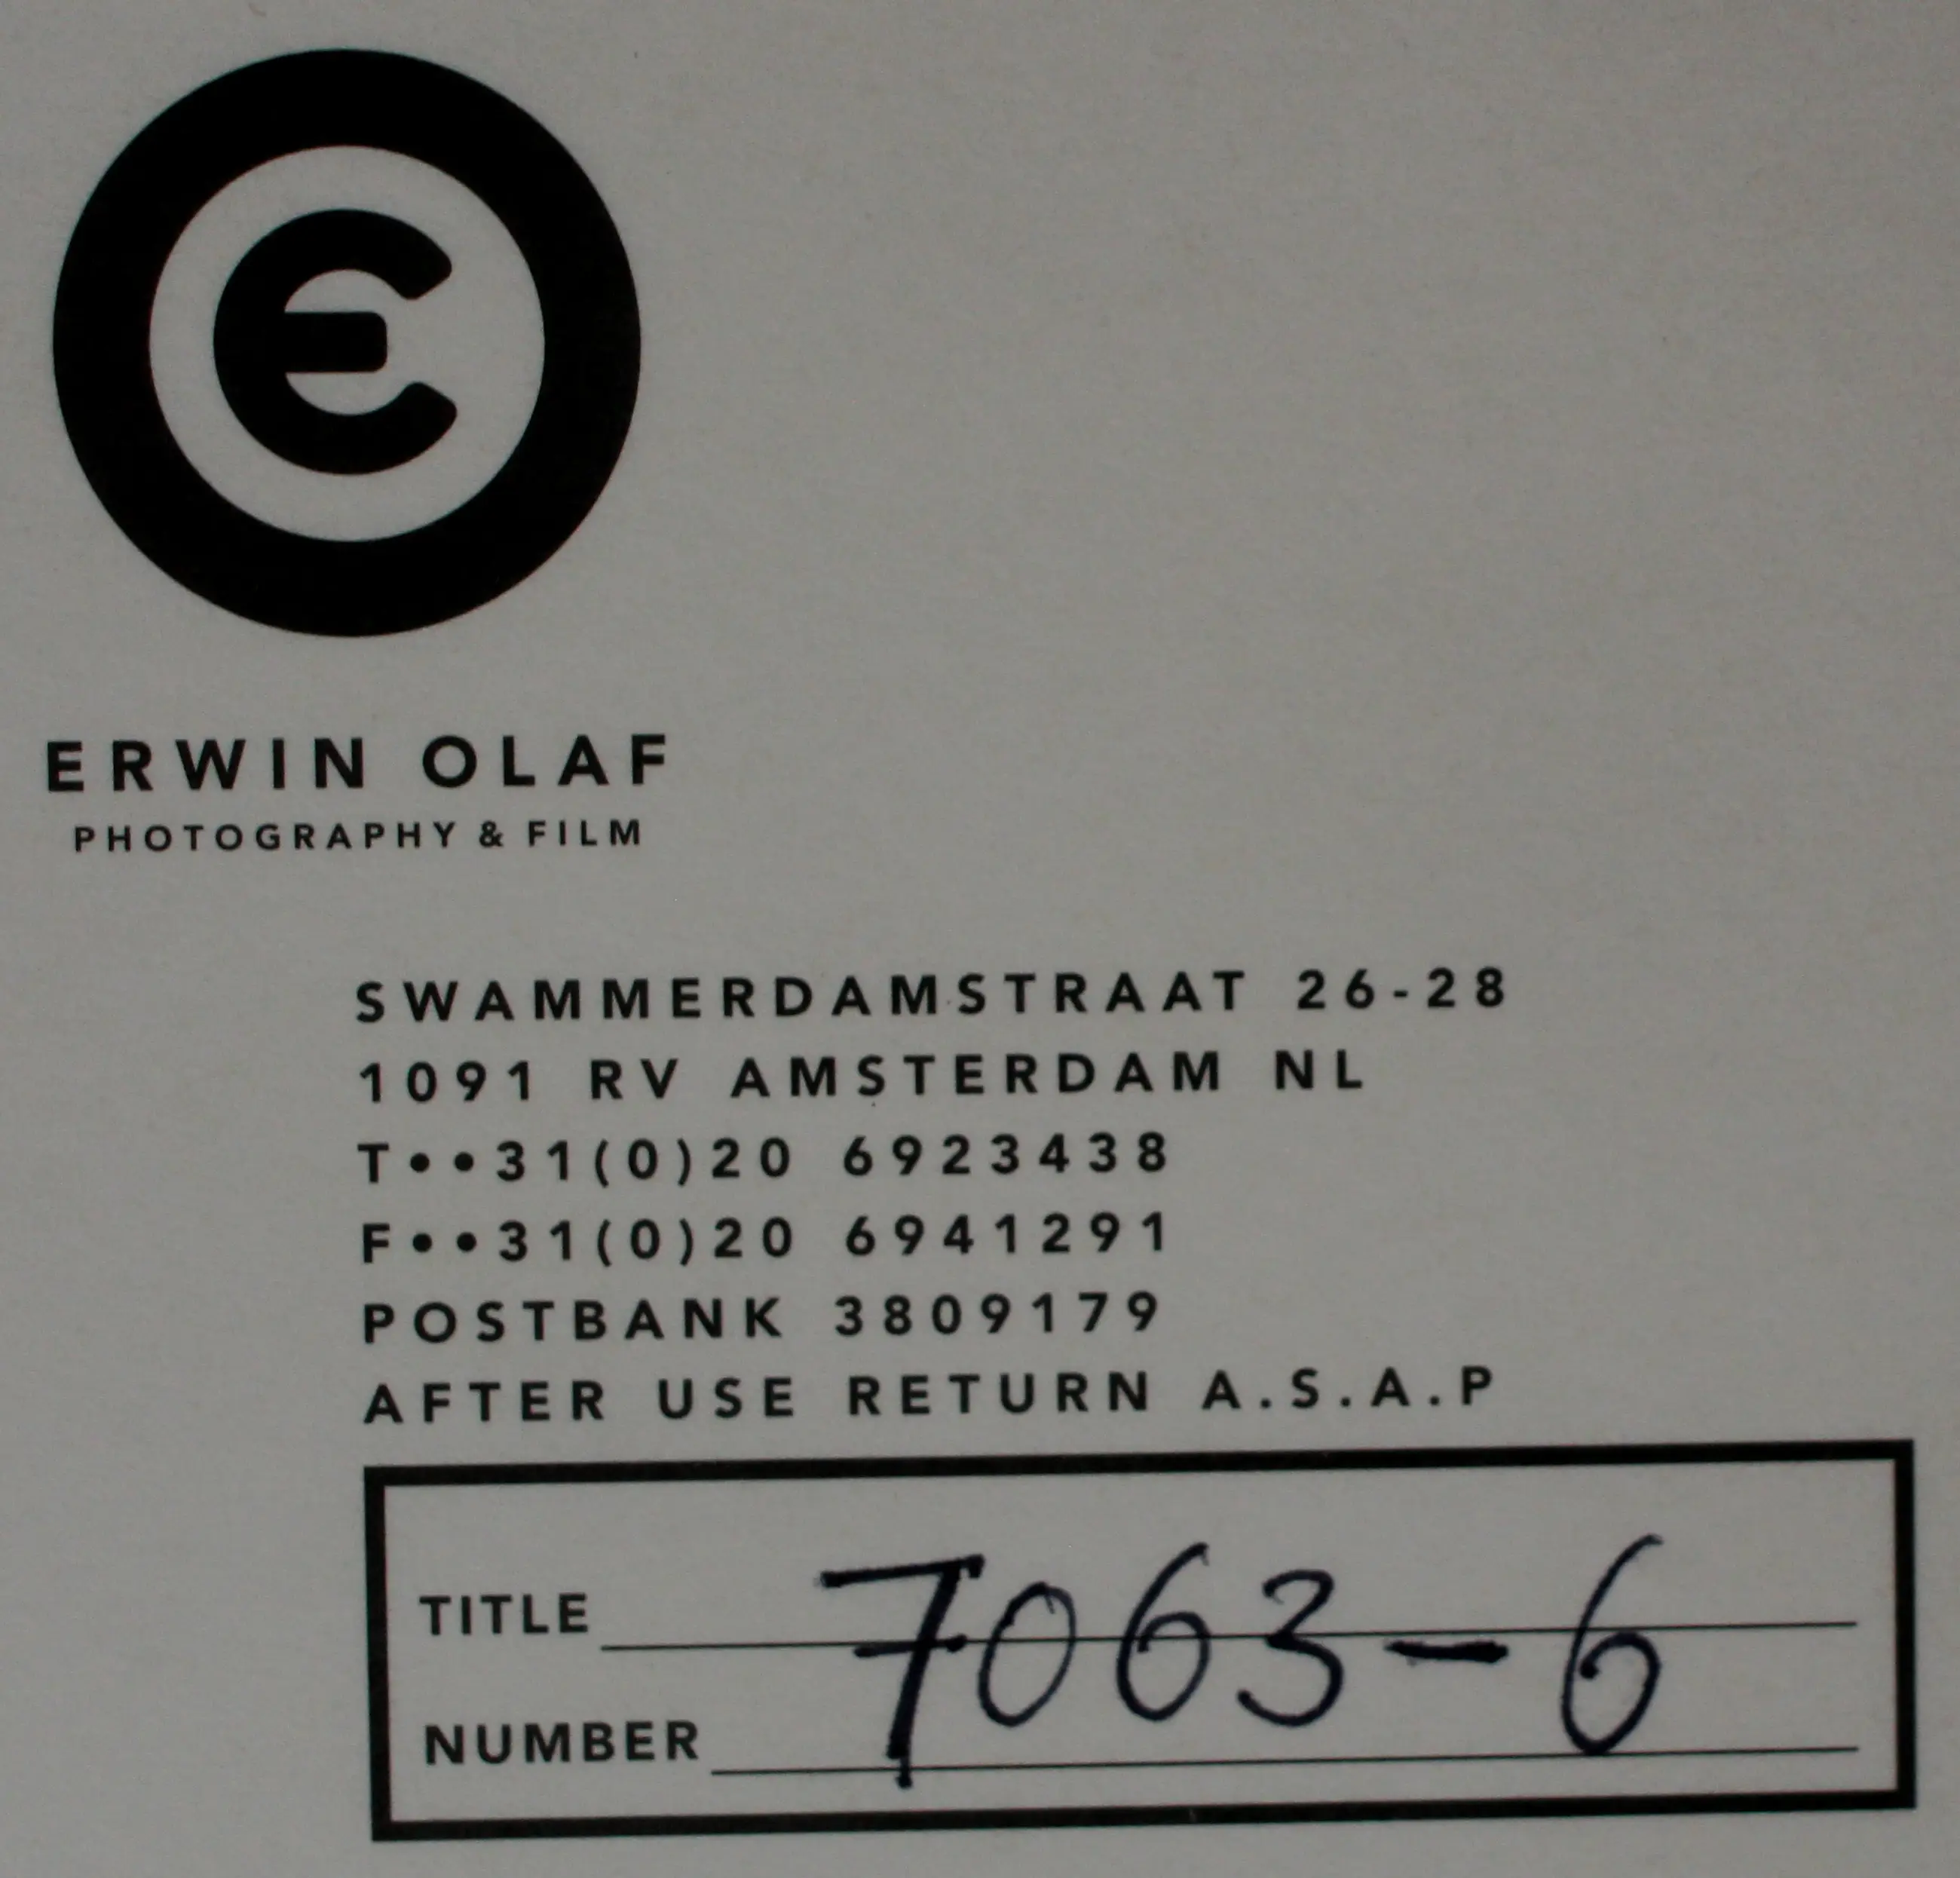 e
ERWIN OLAF
PHOTOGRAPHY & FILM
SWAMMERDAMSTRAAT 26-28
1091 RV AMSTERDAM NL
T••31(0)20 6923438
F••31(0)20 6941291
POSTBANK 3809179
AFTER USE RETURN A.S.A.P
TITLE 7063-6
NUMBER